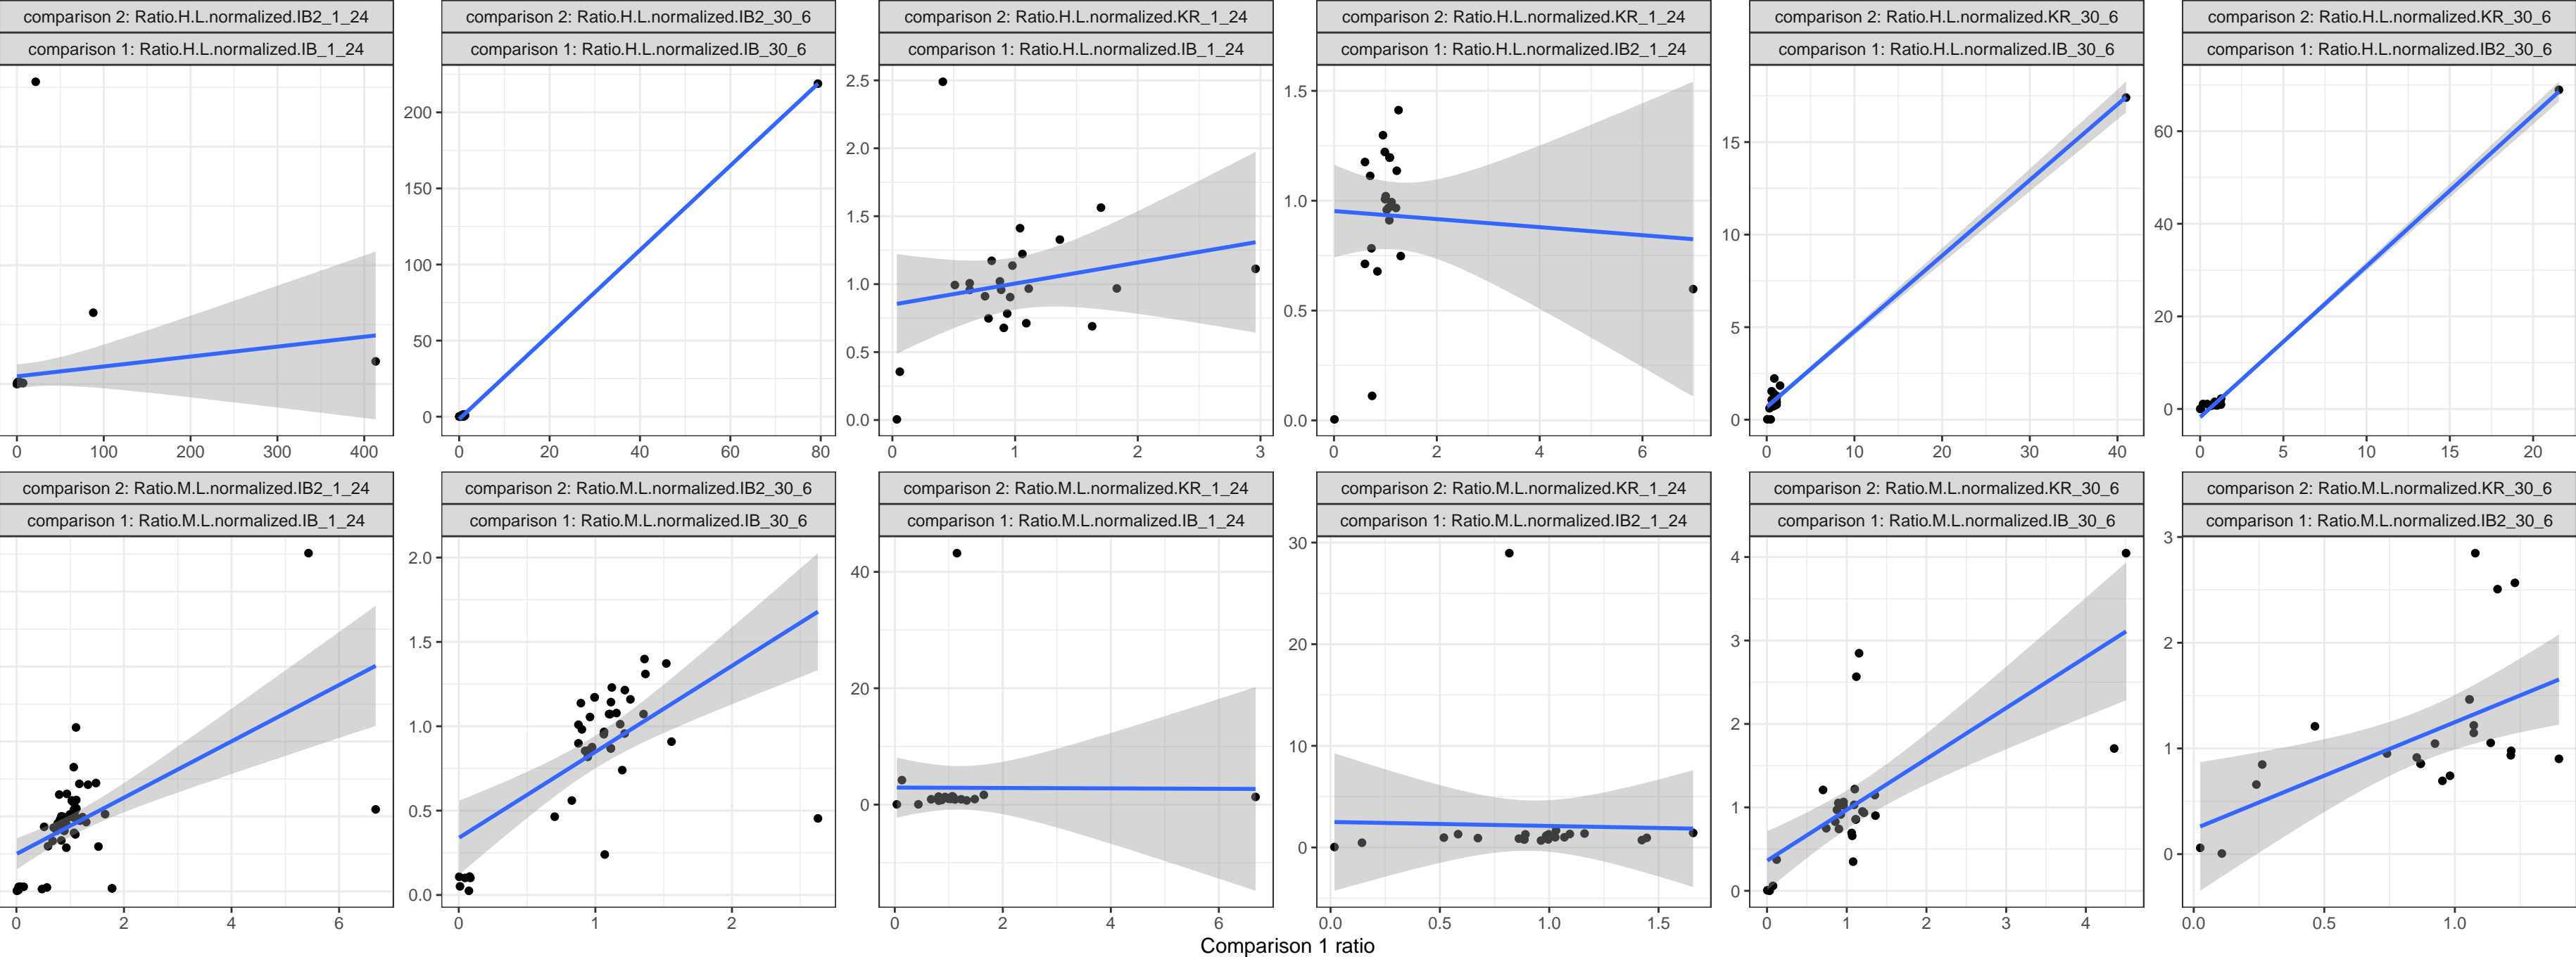 comparison 2: Ratio.H.L.normalized.IB2_1_24
comparison 2: Ratio.H.L.normalized.IB2_30_6
comparison 2: Ratio.H.L.normalized.KR_1_24
comparison 2: Ratio.H.L.normalized.KR_1_24
comparison 2: Ratio.H.L.normalized.KR_30_6
comparison 2: Ratio.H.L.normalized.KR_30_6
comparison 1: Ratio.H.L.normalized.IB_1_24
comparison 1: Ratio.H.L.normalized.IB_30_6
comparison 1: Ratio.H.L.normalized.IB_1_24
comparison 1: Ratio.H.L.normalized.IB2_1_24
comparison 1: Ratio.H.L.normalized.IB_30_6
comparison 1: Ratio.H.L.normalized.IB2_30_6
200
150
100
50
0
2.5
2.0
1.5
1.0
0.5
0.0
1.5
1.0
0.5
0.0
15
10
5
0
60
40
20
0
0 100 200 300 400
0 20 40 60 80
0 1 2 3
0 2 4 6
0 10 20 30 40
0 5 10 15 20
comparison 2: Ratio.M.L.normalized.IB2_1_24
comparison 2: Ratio.M.L.normalized.IB2_30_6
comparison 2: Ratio.M.L.normalized.KR_1_24
comparison 2: Ratio.M.L.normalized.KR_1_24
comparison 2: Ratio.M.L.normalized.KR_30_6
comparison 2: Ratio.M.L.normalized.KR_30_6
comparison 1: Ratio.M.L.normalized.IB_1_24
comparison 1: Ratio.M.L.normalized.IB_30_6
comparison 1: Ratio.M.L.normalized.IB_1_24
comparison 1: Ratio.M.L.normalized.IB2_1_24
comparison 1: Ratio.M.L.normalized.IB_30_6
comparison 1: Ratio.M.L.normalized.IB2_30_6
2.0
1.5
1.0
0.5
0.0
40
20
0
30
20
10
0
4
3
2
1
0
3
2
1
0
0 2 4 6
0 1 2
0 2 4 6
0.0 0.5 1.0 1.5
0 1 2 3 4
0.0 0.5 1.0
Comparison 1 ratio